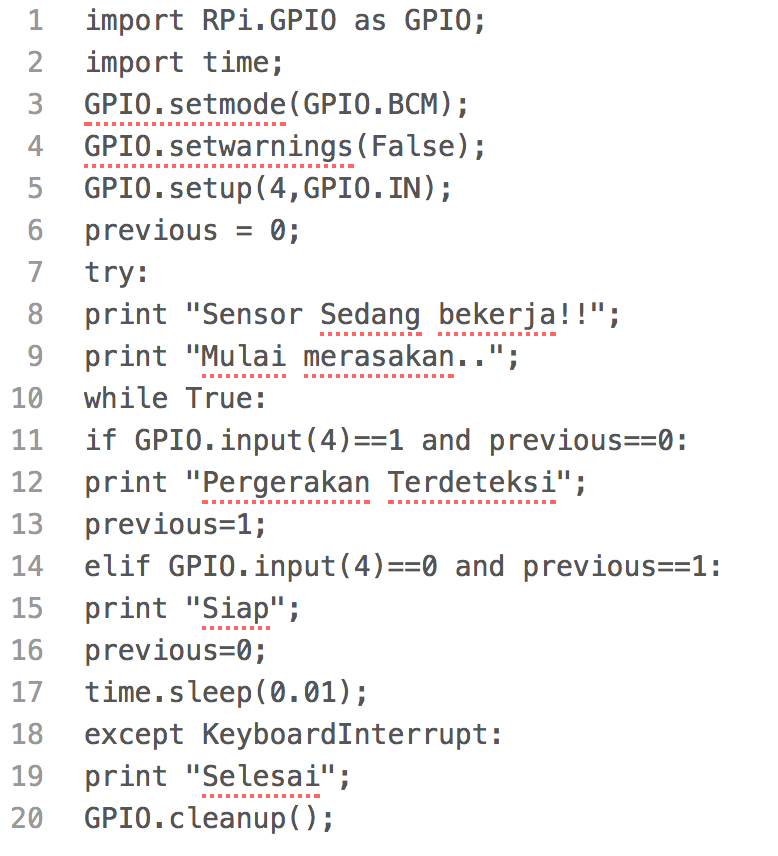 1 import RPi.GPIO as GPIO;
2 import time;
3 GPIO.setmode(GPIO.BCM);
4 GPIO.setwarnings(False);
5 GPIO.setup(4,GPIO.IN);
6 previous = 0;
7 try:
8 print "Sensor Sedang bekerja!!";
9 print "Mulai merasakan..";
10 while True:
11 if GPIO.input(4)==1 and previous==0:
12 print "Pergerakan Terdeteksi";
13 previous=1;
14 elif GPIO.input(4)==0 and previous==1:
15 print "Siap";
16 previous=0;
17 time.sleep(0.01);
18 except KeyboardInterrupt:
19 print "Selesai";
20 GPIO.cleanup();